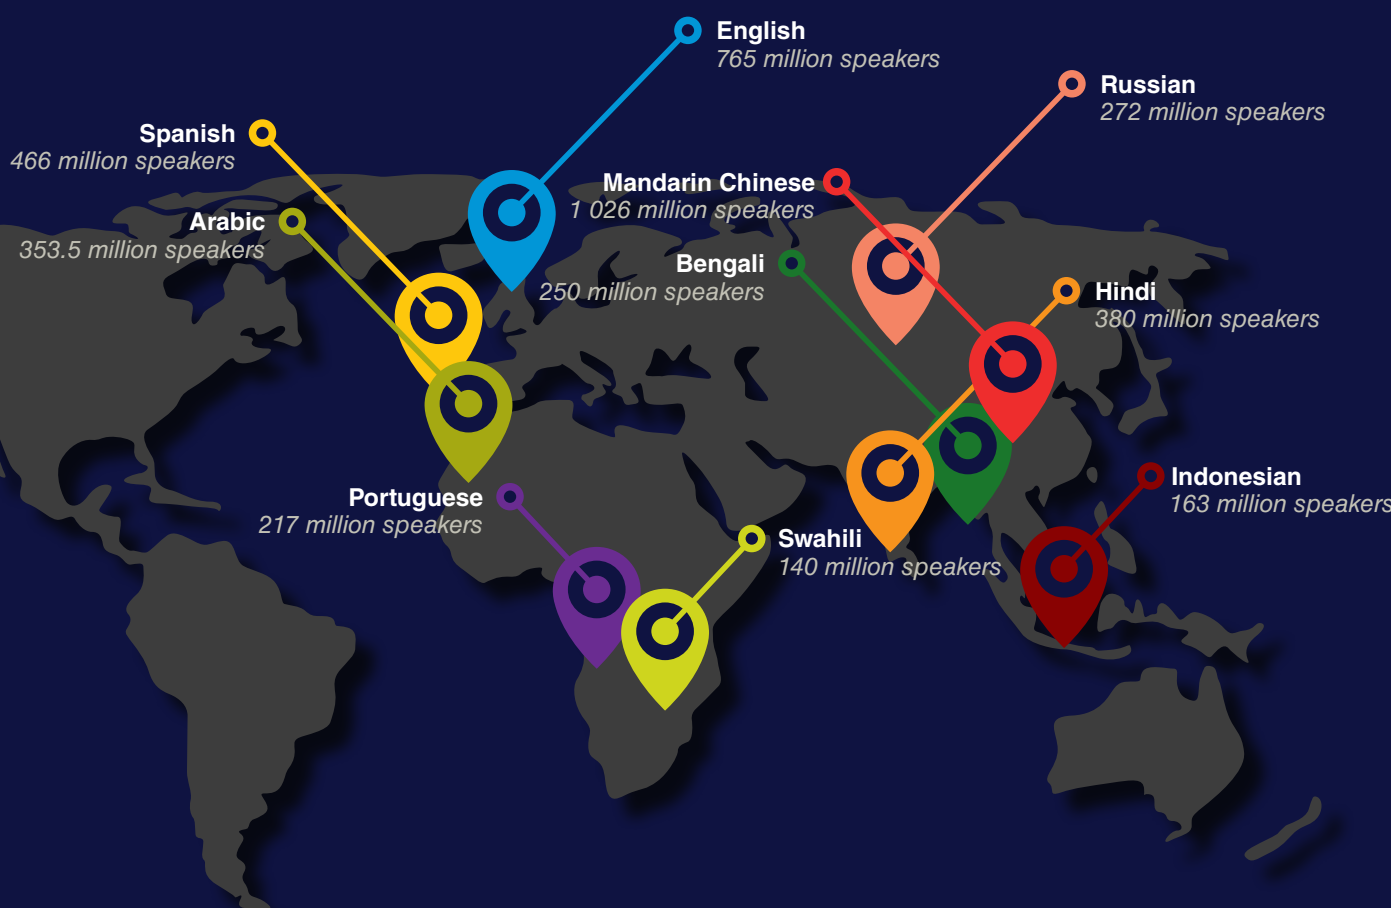 English
765 million speakers
Russian
272 million speakers
Spanish
466 million speakers
Mandarin Chinese
1 026 million speakers
Arabic
353.5 million speakers
Bengali
250 million speakers
Hindi
380 million speakers
Indonesian
163 million speakers
Portuguese
217 million speakers
Swahili
140 million speakers